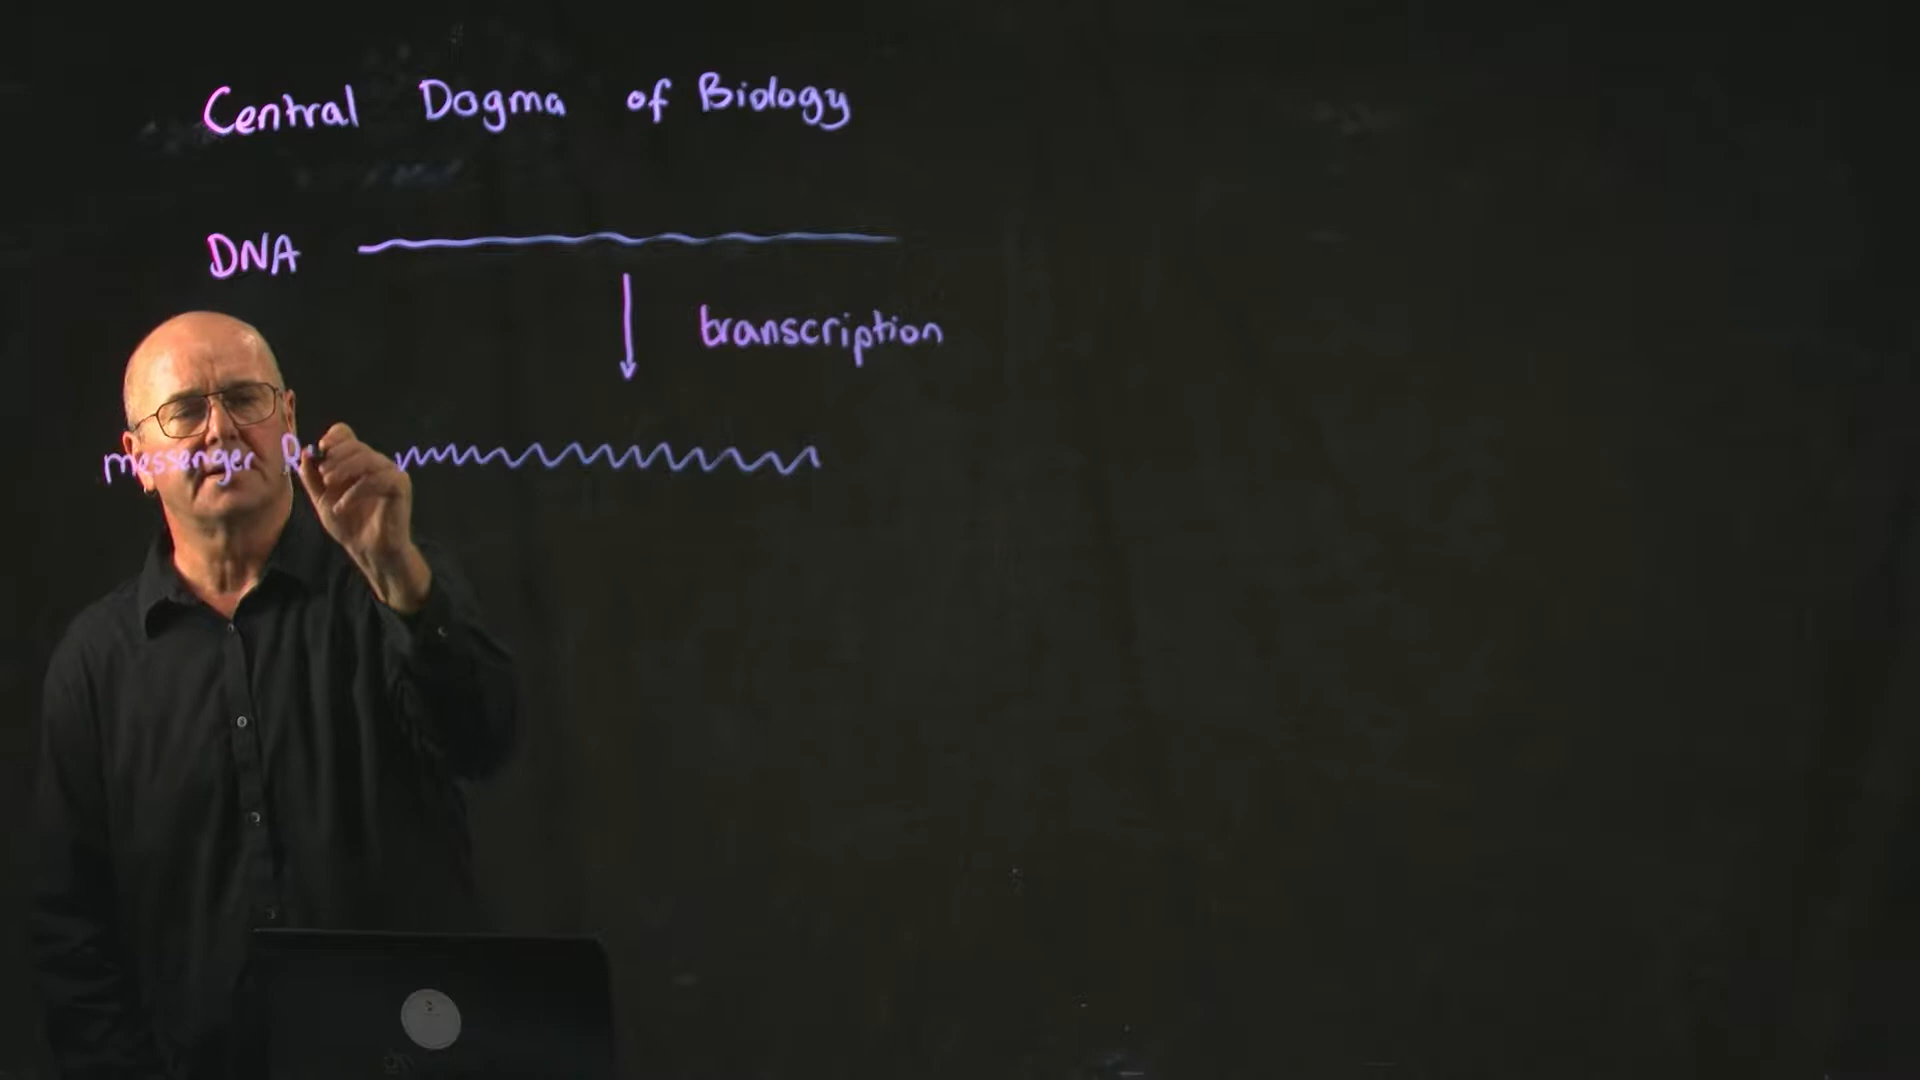 Central Dogma of Biology
DNA
transcription
messenger